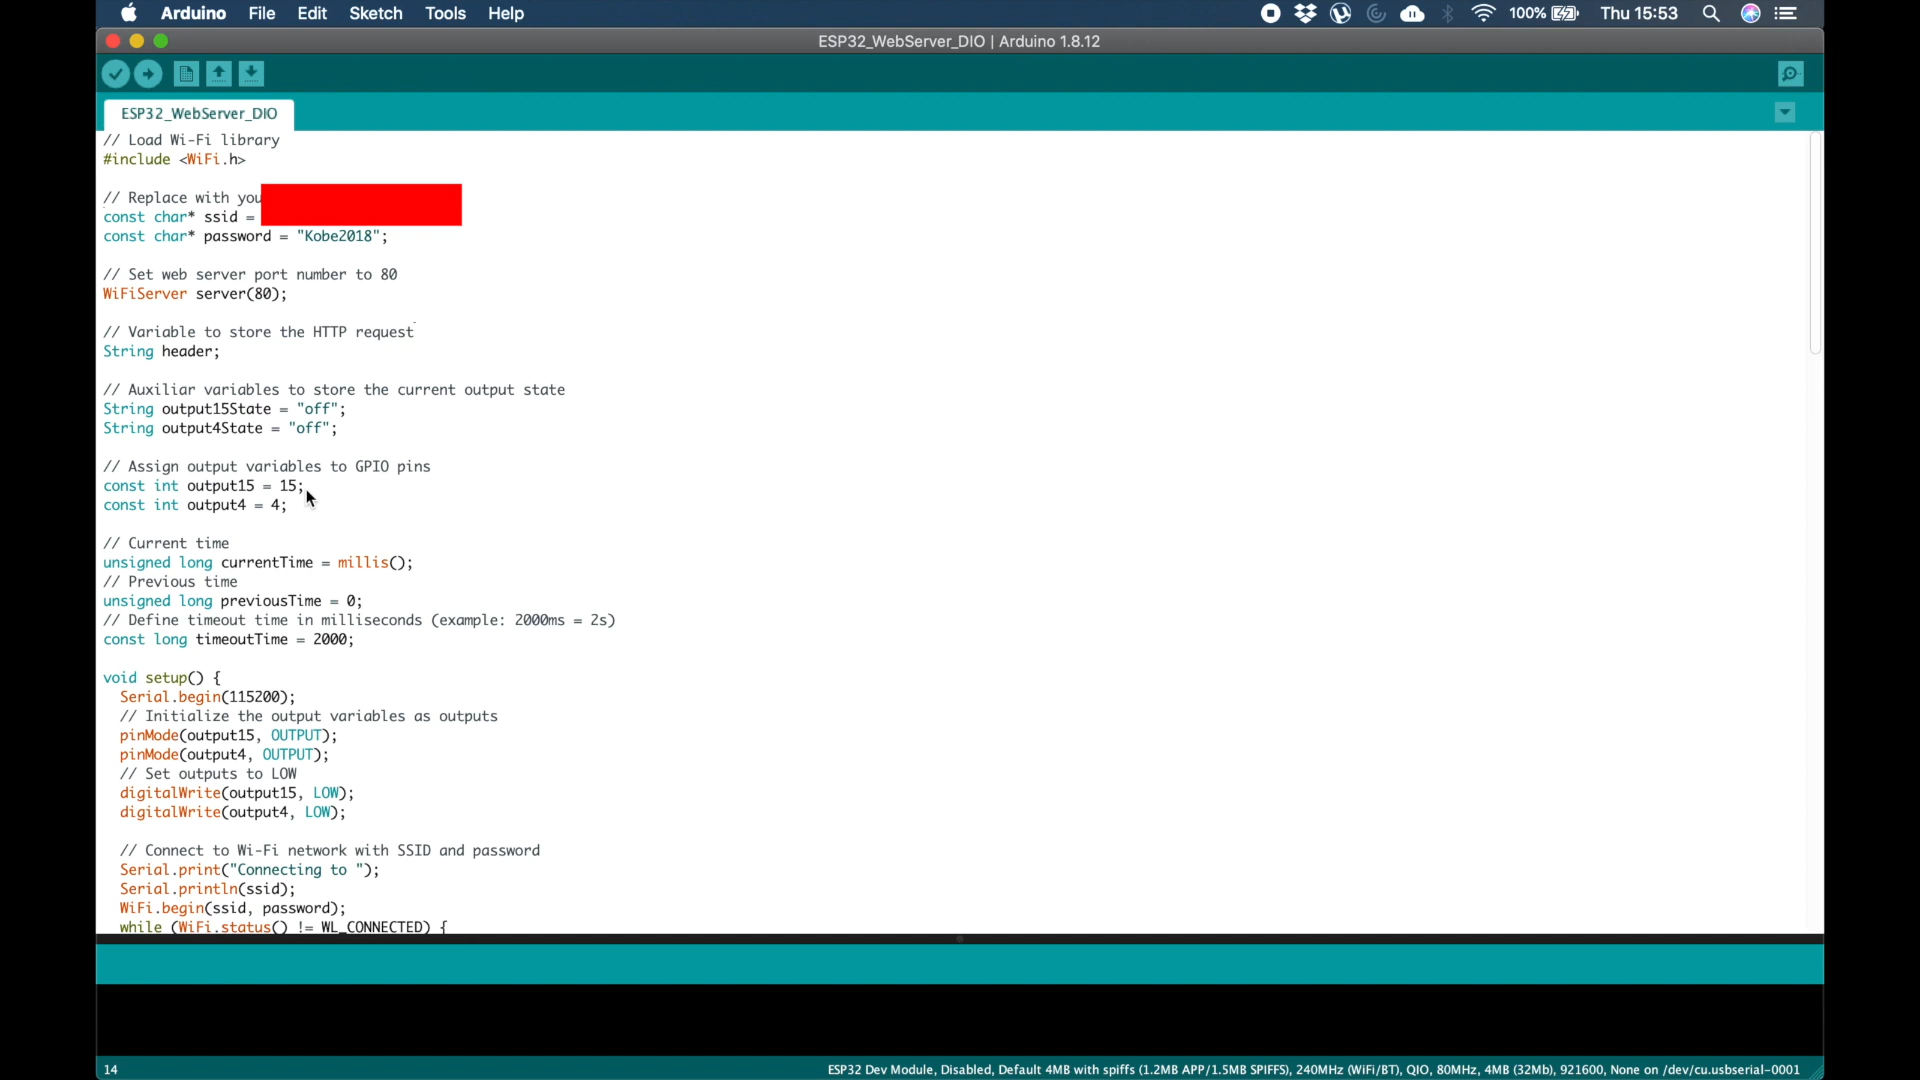 Arduino File Edit Sketch Tools Help 100% Thu 15:53
ESP32_WebServer_DIO | Arduino 1.8.12
ESP32_WebServer_DIO
// Load Wi-Fi library
#include <WiFi.h>
// Replace with you
const char* ssid =
const char* password = "Kobe2018";
// Set web server port number to 80
WiFiServer server(80);
// Variable to store the HTTP request
String header;
// Auxiliar variables to store the current output state
String output15State = "off";
String output4State = "off";
// Assign output variables to GPIO pins
const int output15 = 15;
const int output4 = 4;
// Current time
unsigned long currentTime = millis();
// Previous time
unsigned long previousTime = 0;
// Define timeout time in milliseconds (example: 2000ms = 2s)
const long timeoutTime = 2000;
void setup() {
Serial.begin(115200);
// Initialize the output variables as outputs
pinMode(output15, OUTPUT);
pinMode(output4, OUTPUT);
// Set outputs to LOW
digitalWrite(output15, LOW);
digitalWrite(output4, LOW);
// Connect to Wi-Fi network with SSID and password
Serial.print("Connecting to ");
Serial.println(ssid);
WiFi.begin(ssid, password);
while (WiFi.status() != WL_CONNECTED) {
14 ESP32 Dev Module, Disabled, Default 4MB with spiffs (1.2MB APP/1.5MB SPIFFS), 240MHz (WiFi/BT), QIO, 80MHz, 4MB (32Mb), 921600, None on /dev/cu.usbserial-0001